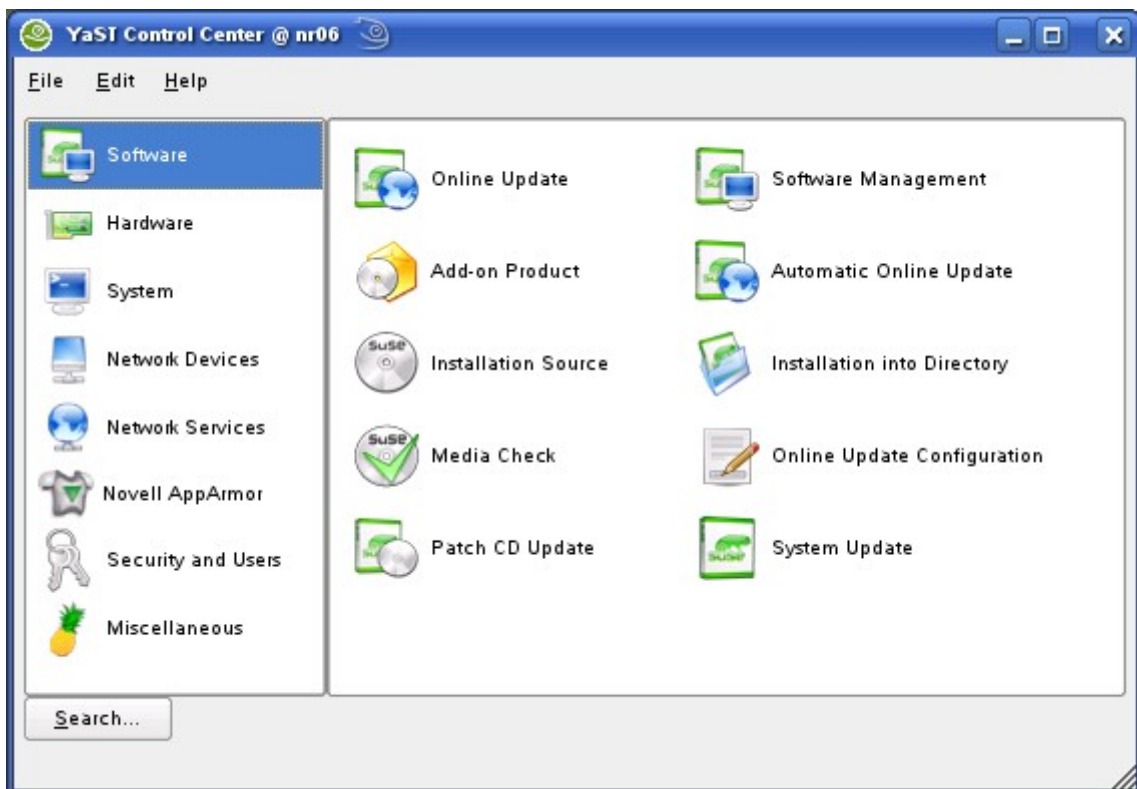 YaST Control Center @ nr06
File Edit Help
Software
Hardware
System
Network Devices
Network Services
Novell AppArmor
Security and Users
Miscellaneous
Online Update
Software Management
Add-on Product
Automatic Online Update
SUSE
Installation Source
Installation into Directory
SUSE
Media Check
Online Update Configuration
Patch CD Update
System Update
Search...